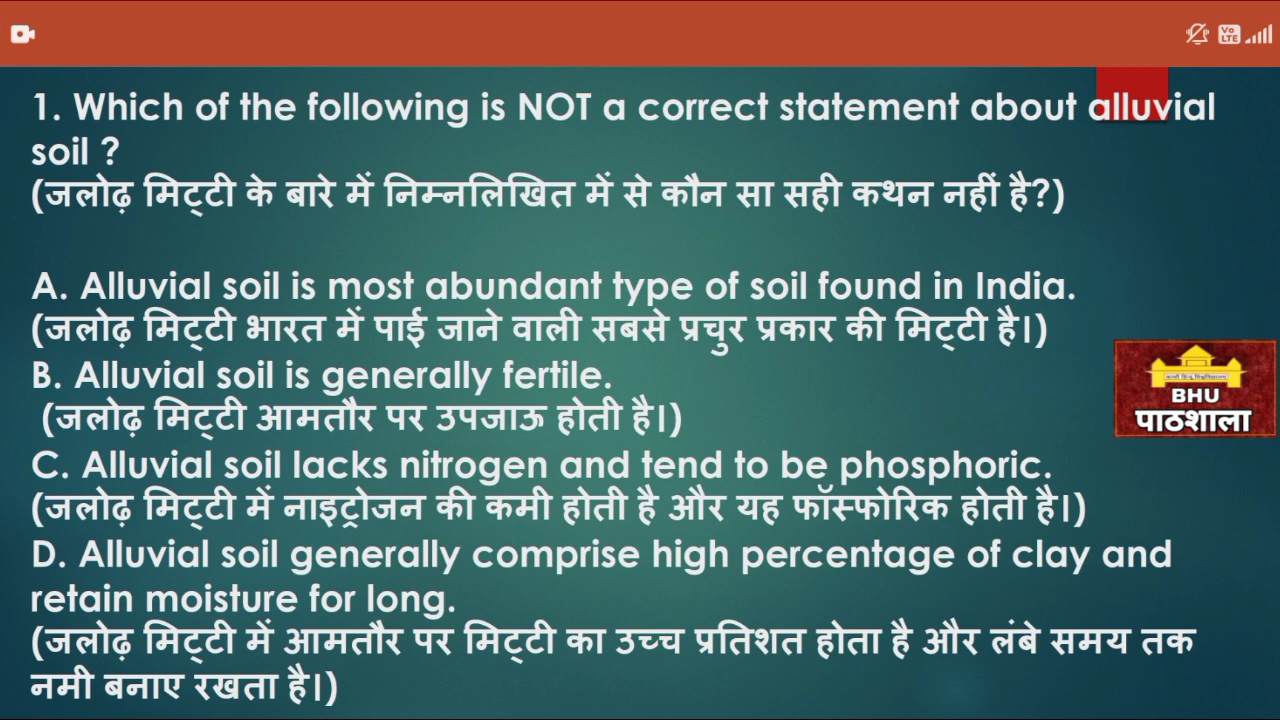 Vo
LTE
1. Which of the following is NOT a correct statement about alluvial
soil ?
(जलोढ़ मिट्टी के बारे में निम्नलिखित में से कौन सा सही कथन नहीं है?)
A. Alluvial soil is most abundant type of soil found in India.
(जलोढ़ मिट्टी भारत में पाई जाने वाली सबसे प्रचुर प्रकार की मिट्टी है।)
B. Alluvial soil is generally fertile.
(जलोढ़ मिट्टी आमतौर पर उपजाऊ होती है।)
C. Alluvial soil lacks nitrogen and tend to be phosphoric.
(जलोढ़ मिट्टी में नाइट्रोजन की कमी होती है और यह फॉस्फोरिक होती है।)
D. Alluvial soil generally comprise high percentage of clay and
retain moisture for long.
(जलोढ़ मिट्टी में आमतौर पर मिट्टी का उच्च प्रतिशत होता है और लंबे समय तक
नमी बनाए रखता है।)
BHU
पाठशाला